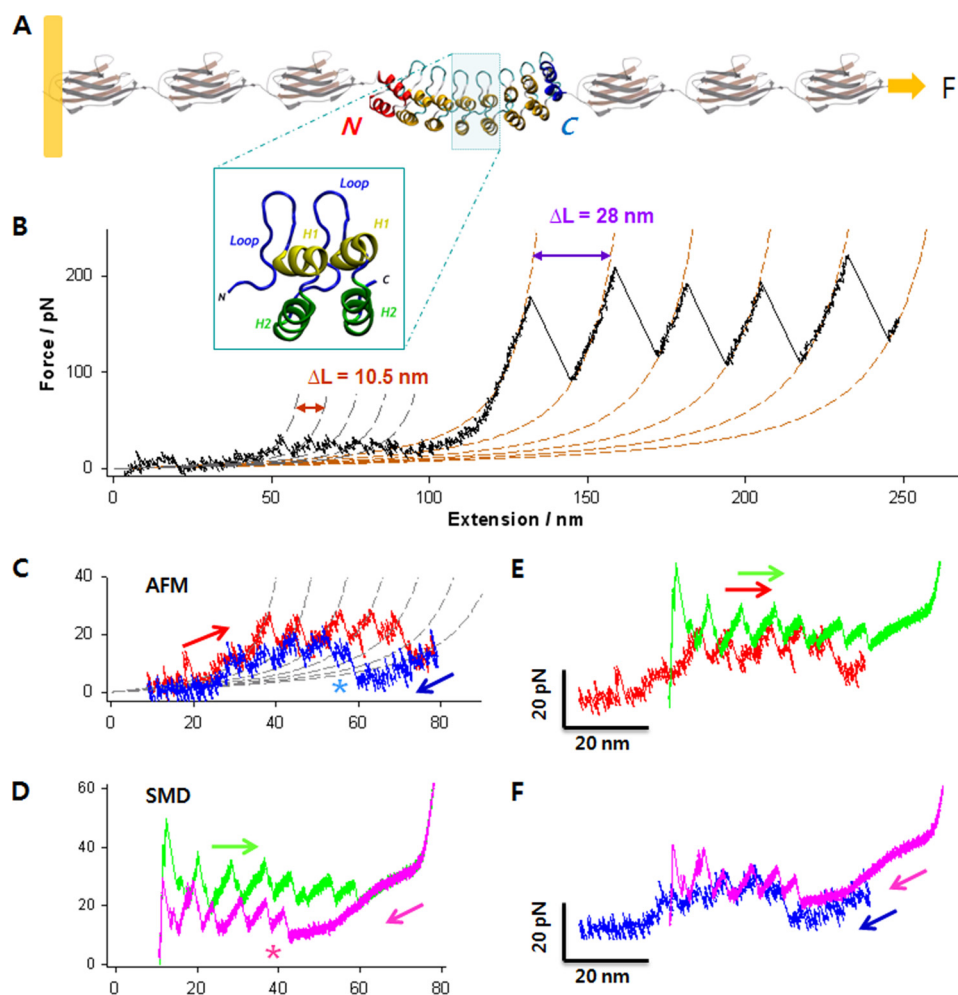 A
F
N
C
Loop
Loop
H1
H1
N
C
H2
H2
B
ΔL = 28 nm
ΔL = 10.5 nm
Force / pN
200
100
0
0 50 100 150 200 250
Extension / nm
C
AFM
40
20
0
0 20 40 60 80
*
E
20 pN
20 nm
D
SMD
60
40
20
0
0 20 40 60 80
*
F
20 pN
20 nm